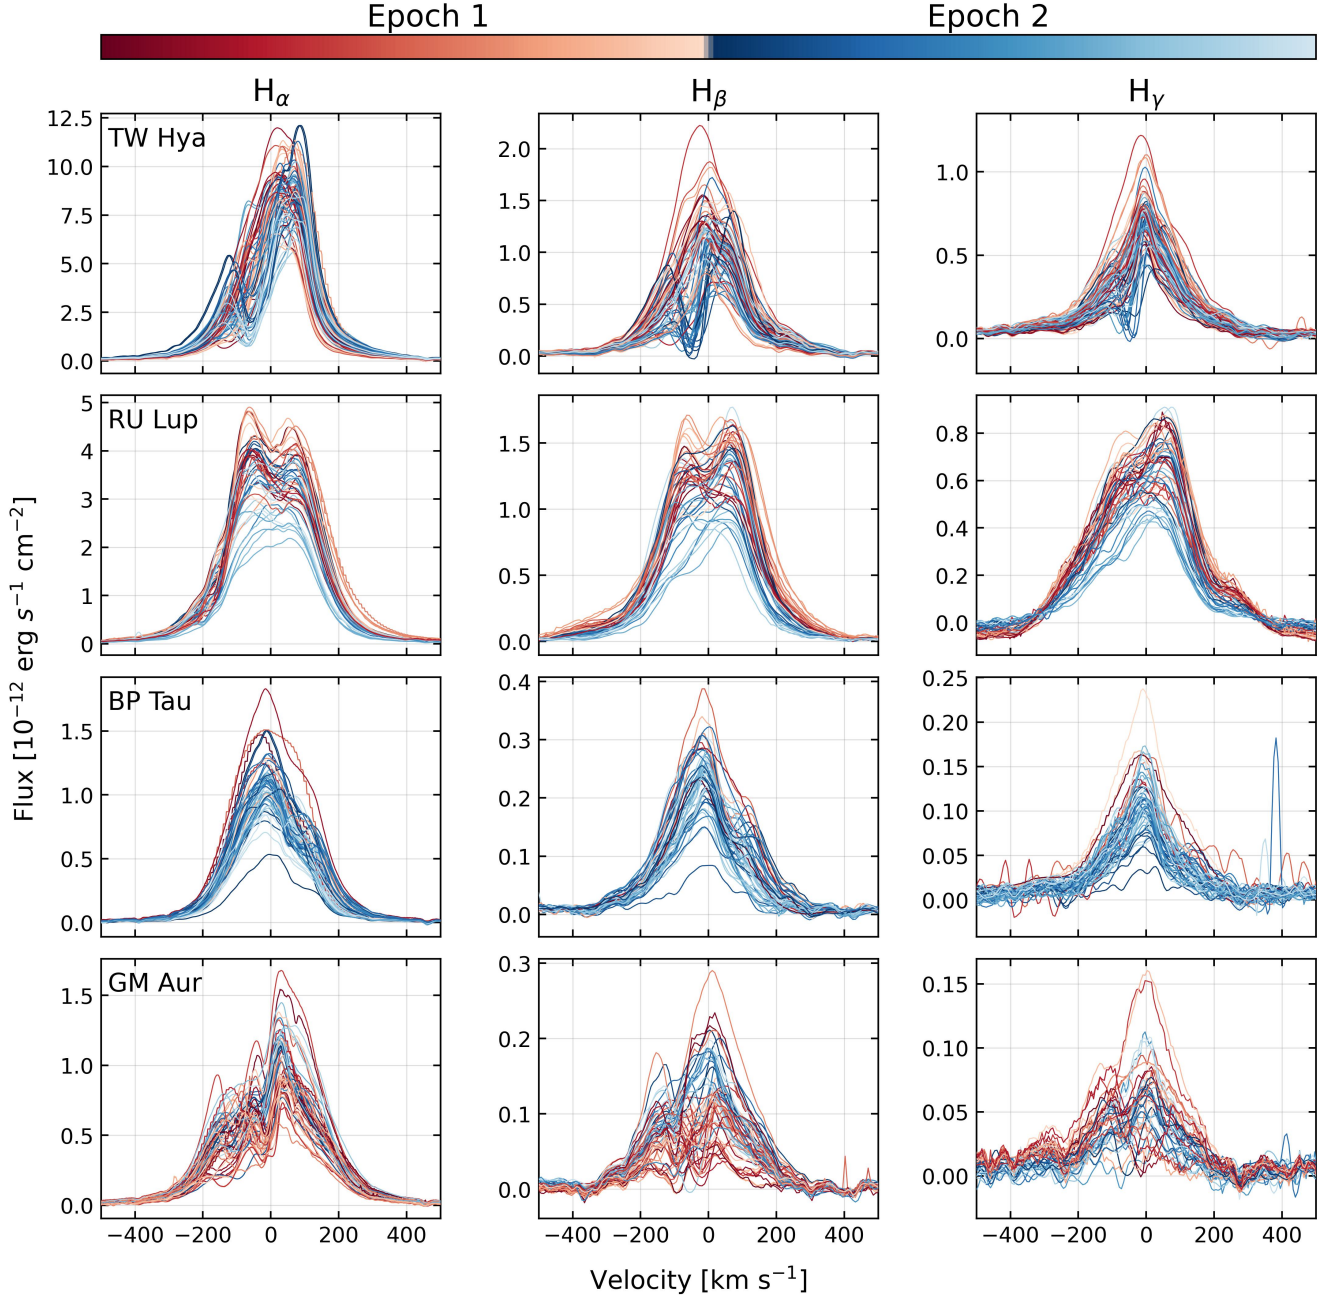 Epoch 1 Epoch 2
Hα Hβ Hγ
TW Hya
12.5 10.0 7.5 5.0 2.5 0.0
2.0 1.5 1.0 0.5 0.0
1.0 0.5 0.0
RU Lup
5 4 3 2 1 0
1.5 1.0 0.5 0.0
0.8 0.6 0.4 0.2 0.0
Flux [10⁻¹² erg s⁻¹ cm⁻²]
BP Tau
1.5 1.0 0.5 0.0
0.4 0.3 0.2 0.1 0.0
0.25 0.20 0.15 0.10 0.05 0.00
GM Aur
1.5 1.0 0.5 0.0
0.3 0.2 0.1 0.0
0.15 0.10 0.05 0.00
−400 −200 0 200 400 −400 −200 0 200 400 −400 −200 0 200 400
Velocity [km s⁻¹]